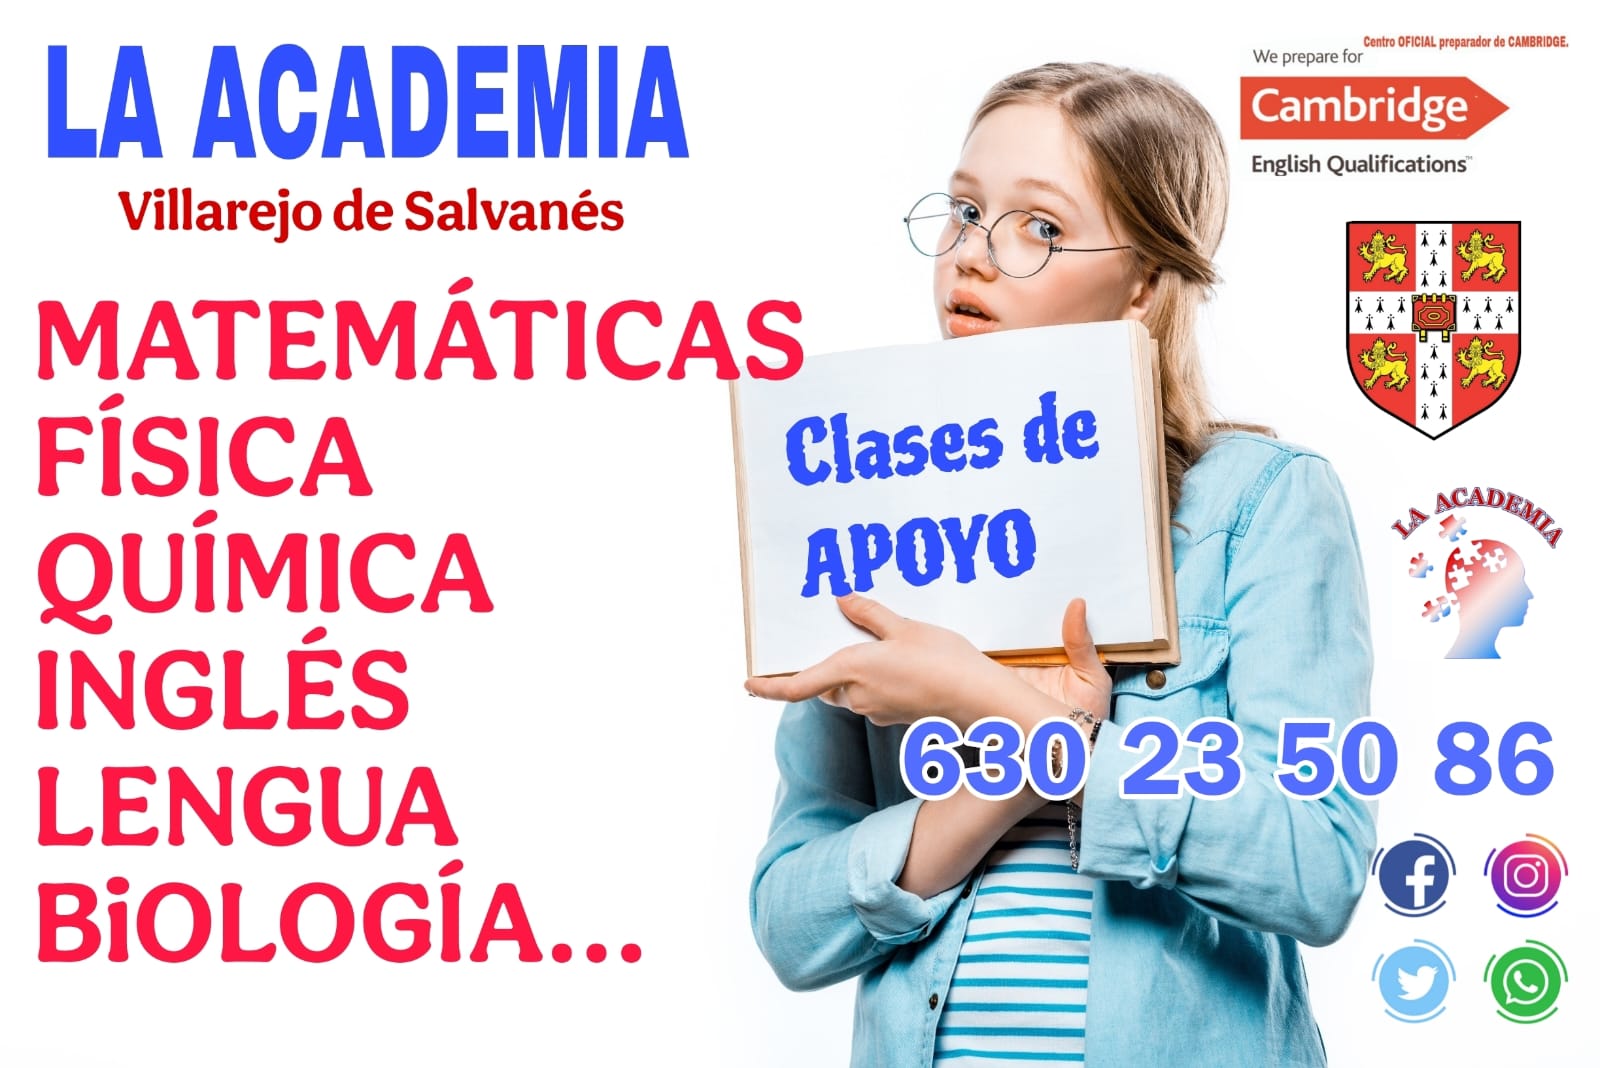 LA ACADEMIA
Villarejo de Salvanés
MATEMÁTICAS
FÍSICA
QUÍMICA
INGLÉS
LENGUA
BiOLOGÍA...
Clases de
APOYO
Centro OFICIAL preparador de CAMBRIDGE.
We prepare for
Cambridge
English Qualifications™
LA ACADEMIA
630 23 50 86